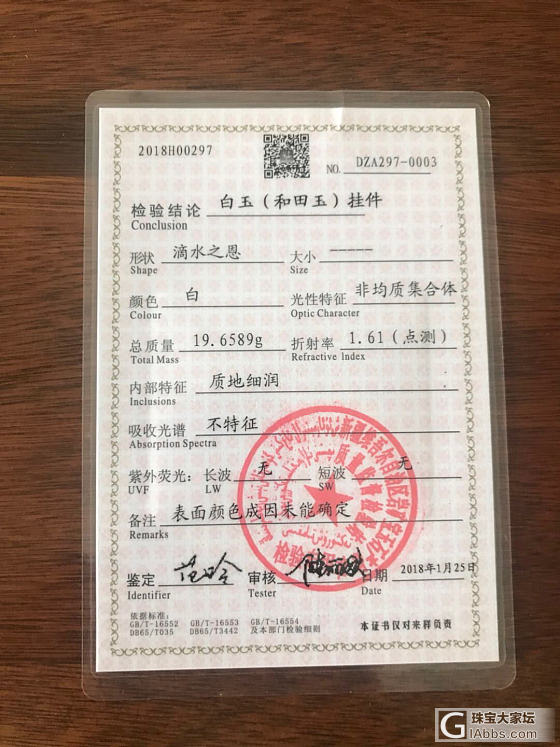 2018H00297
NO. DZA297-0003
检验结论 白玉(和田玉)挂件
Conclusion
形状 滴水之恩 大小 -----
Shape Size
颜色 白 光性特征 非均质集合体
Colour Optic Character
总质量 19.6589g 折射率 1.61(点测)
Total Mass Refractive Index
内部特征 质地细润
Inclusions
吸收光谱 不特征
Absorption Spectra
紫外荧光: 长波 无 短波 无
UVF LW SW
备注 表面颜色成因未能确定
Remarks
鉴定 审核 日期 2018年1月25日
Identifier Tester Date
依据标准:
GB/T-16552 GB/T-16553 GB/T-16554
DB65/T035 DB65/T3442 及本部门检验细则
本证书仅对来样负责
珠宝大家坛
GIAbbs.com